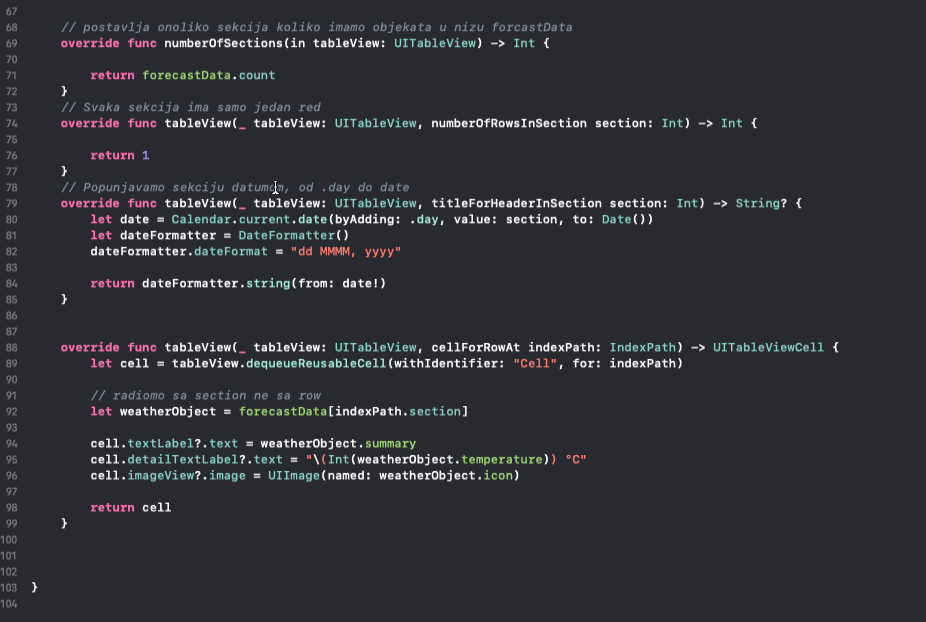 67
68 // postavlja onoliko sekcija koliko imamo objekata u nizu forcastData
69 override func numberOfSections(in tableView: UITableView) -> Int {
70
71 return forecastData.count
72 }
73 // Svaka sekcija ima samo jedan red
74 override func tableView(_ tableView: UITableView, numberOfRowsInSection section: Int) -> Int {
75
76 return 1
77 }
78 // Popunjavamo sekciju datumom, od .day do date
79 override func tableView(_ tableView: UITableView, titleForHeaderInSection section: Int) -> String? {
80 let date = Calendar.current.date(byAdding: .day, value: section, to: Date())
81 let dateFormatter = DateFormatter()
82 dateFormatter.dateFormat = "dd MMMM, yyyy"
83
84 return dateFormatter.string(from: date!)
85 }
86
87
88 override func tableView(_ tableView: UITableView, cellForRowAt indexPath: IndexPath) -> UITableViewCell {
89 let cell = tableView.dequeueReusableCell(withIdentifier: "Cell", for: indexPath)
90
91 // radiomo sa section ne sa row
92 let weatherObject = forecastData[indexPath.section]
93
94 cell.textLabel?.text = weatherObject.summary
95 cell.detailTextLabel?.text = "\(Int(weatherObject.temperature)) °C"
96 cell.imageView?.image = UIImage(named: weatherObject.icon)
97
98 return cell
99 }
100
101
102
103 }
104